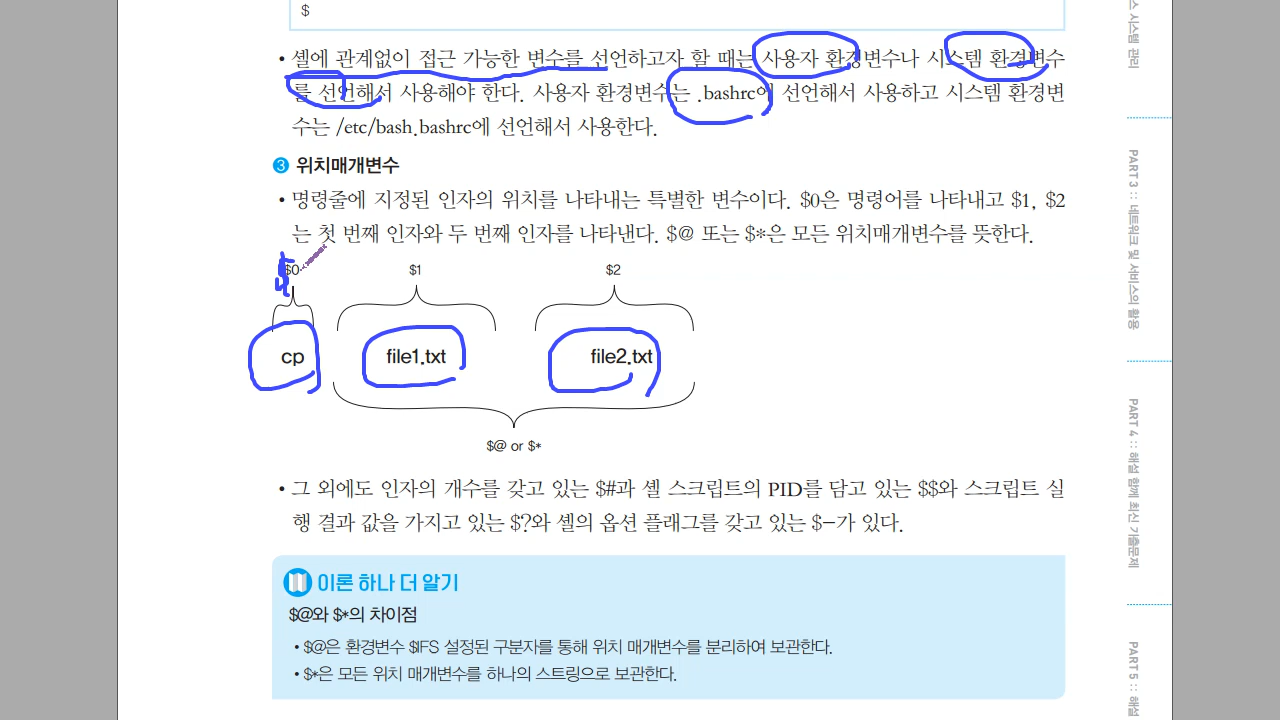 $
• 셸에 관계없이 접근 가능한 변수를 선언하고자 할 때는 사용자 환경변수나 시스템 환경변수
를 선언해서 사용해야 한다. 사용자 환경변수는 .bashrc에 선언해서 사용하고 시스템 환경변
수는 /etc/bash.bashrc에 선언해서 사용한다.
3 위치매개변수
• 명령줄에 지정된 인자의 위치를 나타내는 특별한 변수이다. $0은 명령어를 나타내고 $1, $2
는 첫 번째 인자와 두 번째 인자를 나타낸다. $@ 또는 $*은 모든 위치매개변수를 뜻한다.
$0 $1 $2
cp file1.txt file2.txt
$@ or $*
• 그 외에도 인자의 개수를 갖고 있는 $#과 셸 스크립트의 PID를 담고 있는 $$와 스크립트 실
행 결과 값을 가지고 있는 $?와 셸의 옵션 플래그를 갖고 있는 $-가 있다.
이론 하나 더 알기
$@와 $*의 차이점
• $@은 환경변수 $IFS 설정된 구분자를 통해 위치 매개변수를 분리하여 보관한다.
• $*은 모든 위치 매개변수를 하나의 스트링으로 보관한다.
스 시스템 관리
PART 3 :: 네트워크 및 서비스의 활용
PART 4 :: 해설 함께 최신 기출문제
PART 5 :: 해설